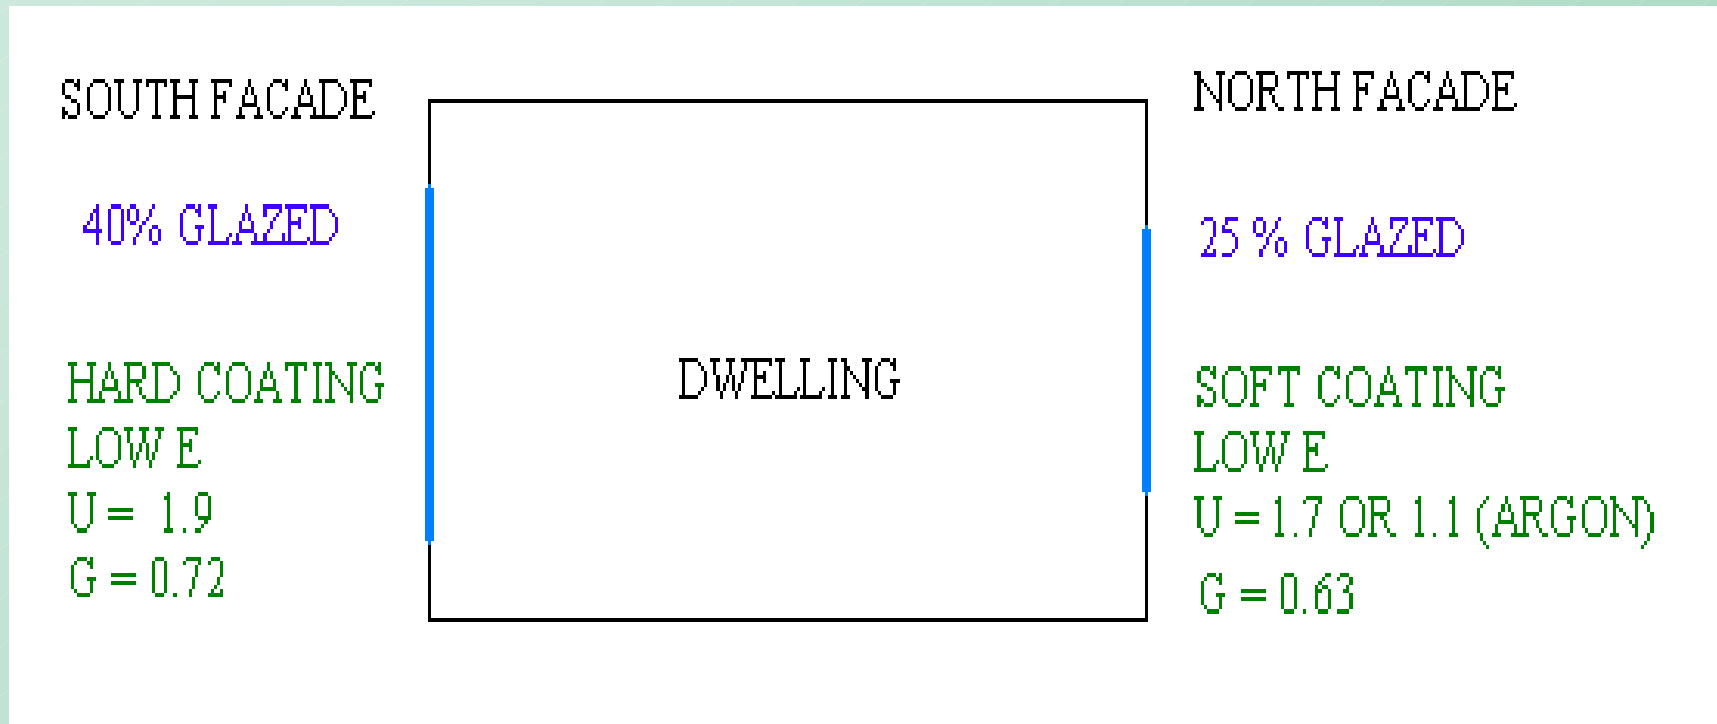 SOUTH FACADE
40% GLAZED
HARD COATING
LOW E
U = 1.9
G = 0.72
DWELLING
NORTH FACADE
25 % GLAZED
SOFT COATING
LOW E
U = 1.7 OR 1.1 (ARGON)
G = 0.63